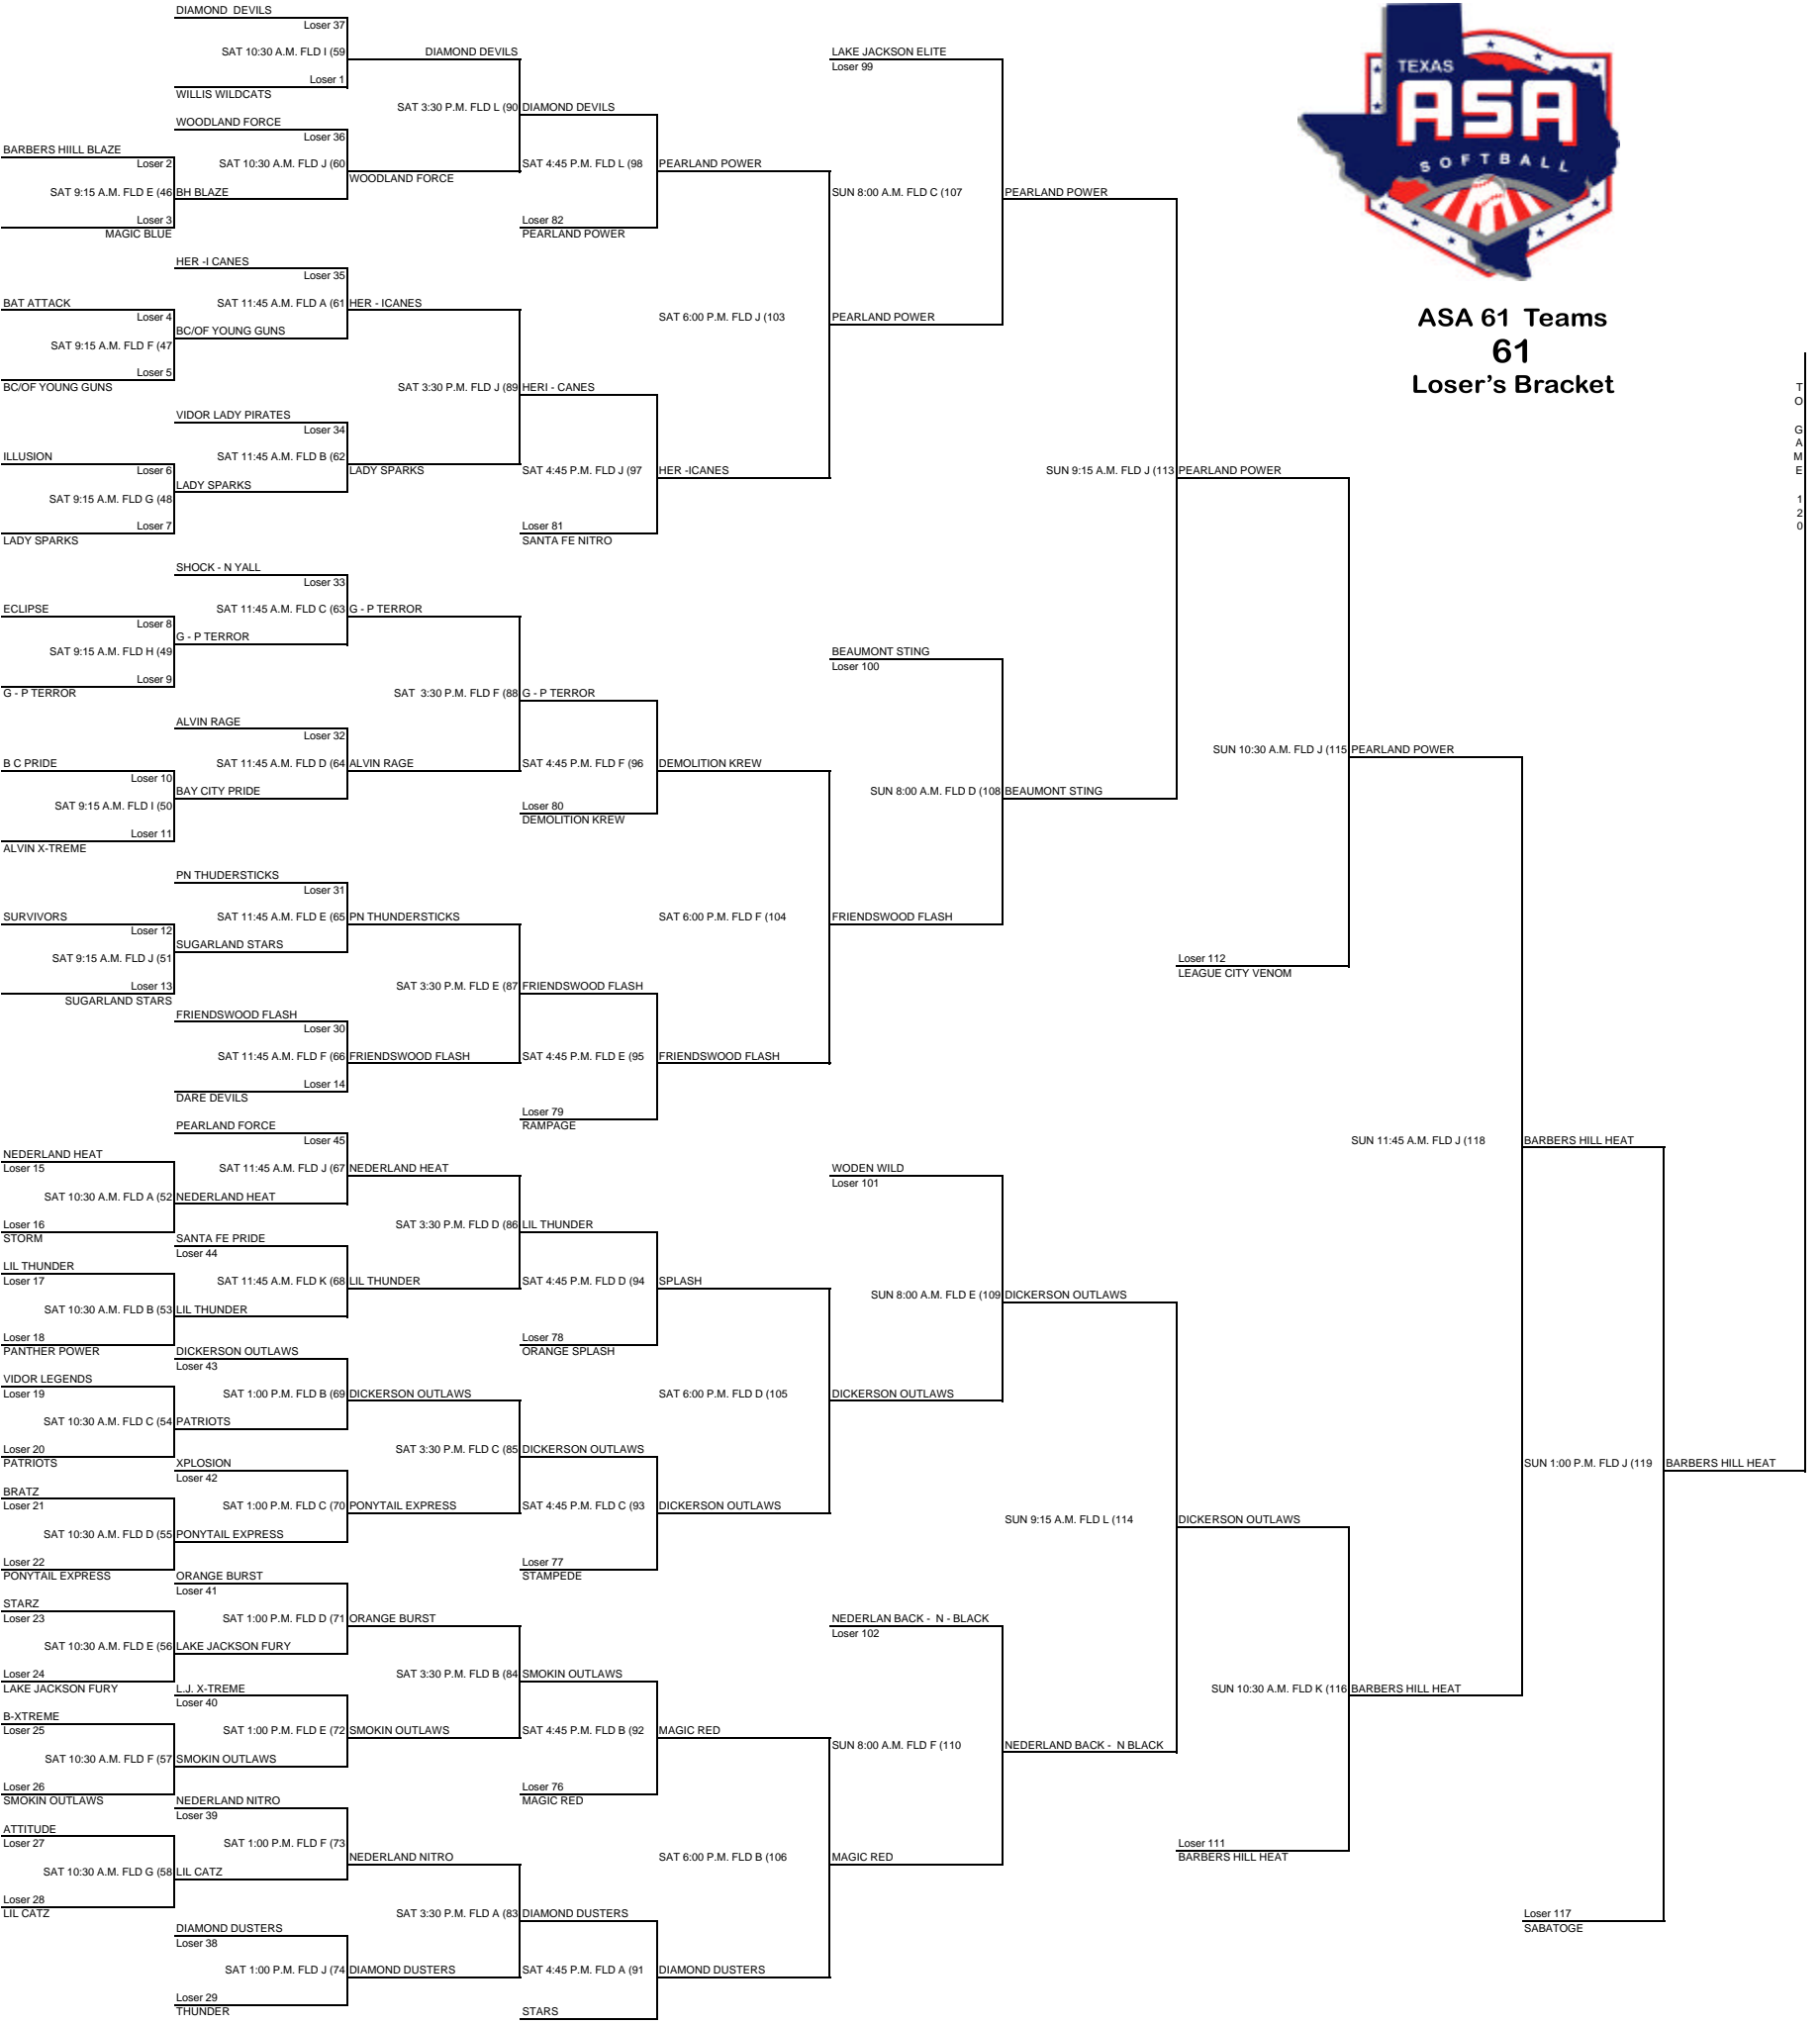 DIAMOND  DEVILS
Loser 37
SAT 10:30 A.M. FLD I (59
Loser 1
WILLIS WILDCATS
WOODLAND FORCE
Loser 36
BARBERS HIILL BLAZE
Loser 2
SAT 10:30 A.M. FLD J (60
SAT 9:15 A.M. FLD E (46
BH BLAZE
Loser 3
MAGIC BLUE
HER -I CANES
Loser 35
BAT ATTACK
SAT 11:45 A.M. FLD A (61
HER - ICANES
Loser 4
BC/OF YOUNG GUNS
SAT 9:15 A.M. FLD F (47
Loser 5
BC/OF YOUNG GUNS
VIDOR LADY PIRATES
Loser 34
ILLUSION
SAT 11:45 A.M. FLD B (62
Loser 6
LADY SPARKS
LADY SPARKS
SAT 9:15 A.M. FLD G (48
Loser 7
LADY SPARKS
SHOCK - N YALL
Loser 33
ECLIPSE
SAT 11:45 A.M. FLD C (63
G - P TERROR
Loser 8
G - P TERROR
SAT 9:15 A.M. FLD H (49
Loser 9
G - P TERROR
ALVIN RAGE
Loser 32
B C PRIDE
SAT 11:45 A.M. FLD D (64
ALVIN RAGE
Loser 10
BAY CITY PRIDE
SAT 9:15 A.M. FLD I (50
Loser 11
ALVIN X-TREME
PN THUDERSTICKS
Loser 31
SURVIVORS
SAT 11:45 A.M. FLD E (65
PN THUNDERSTICKS
Loser 12
SUGARLAND STARS
SAT 9:15 A.M. FLD J (51
Loser 13
SUGARLAND STARS
FRIENDSWOOD FLASH
Loser 30
SAT 11:45 A.M. FLD F (66
FRIENDSWOOD FLASH
Loser 14
DARE DEVILS
PEARLAND FORCE
Loser 45
NEDERLAND HEAT
Loser 15
SAT 11:45 A.M. FLD J (67
NEDERLAND HEAT
SAT 10:30 A.M. FLD A (52
NEDERLAND HEAT
Loser 16
STORM
SANTA FE PRIDE
Loser 44
LIL THUNDER
Loser 17
SAT 11:45 A.M. FLD K (68
LIL THUNDER
SAT 10:30 A.M. FLD B (53
LIL THUNDER
Loser 18
PANTHER POWER
DICKERSON OUTLAWS
Loser 43
VIDOR LEGENDS
Loser 19
SAT 1:00 P.M. FLD B (69
DICKERSON OUTLAWS
SAT 10:30 A.M. FLD C (54
PATRIOTS
Loser 20
PATRIOTS
XPLOSION
Loser 42
BRATZ
Loser 21
SAT 1:00 P.M. FLD C (70
PONYTAIL EXPRESS
SAT 10:30 A.M. FLD D (55
PONYTAIL EXPRESS
Loser 22
PONYTAIL EXPRESS
ORANGE BURST
Loser 41
STARZ
Loser 23
SAT 1:00 P.M. FLD D (71
ORANGE BURST
SAT 10:30 A.M. FLD E (56
LAKE JACKSON FURY
Loser 24
LAKE JACKSON FURY
L.J. X-TREME
Loser 40
B-XTREME
Loser 25
SAT 1:00 P.M. FLD E (72
SMOKIN OUTLAWS
SAT 10:30 A.M. FLD F (57
SMOKIN OUTLAWS
Loser 26
SMOKIN OUTLAWS
NEDERLAND NITRO
Loser 39
ATTITUDE
Loser 27
SAT 1:00 P.M. FLD F (73
NEDERLAND NITRO
SAT 10:30 A.M. FLD G (58
LIL CATZ
Loser 28
LIL CATZ
DIAMOND DUSTERS
Loser 38
SAT 1:00 P.M. FLD J (74
DIAMOND DUSTERS
Loser 29
THUNDER
DIAMOND DEVILS
SAT 3:30 P.M. FLD L (90
DIAMOND DEVILS
WOODLAND FORCE
SAT 4:45 P.M. FLD L (98
PEARLAND POWER
Loser 82
PEARLAND POWER
SAT 3:30 P.M. FLD J (89
HERI - CANES
SAT 4:45 P.M. FLD J (97
HER -ICANES
Loser 81
SANTA FE NITRO
SAT  3:30 P.M. FLD F (88
G - P TERROR
SAT 4:45 P.M. FLD F (96
DEMOLITION KREW
Loser 80
DEMOLITION KREW
SAT 3:30 P.M. FLD E (87
FRIENDSWOOD FLASH
SAT 4:45 P.M. FLD E (95
FRIENDSWOOD FLASH
Loser 79
RAMPAGE
SAT 3:30 P.M. FLD D (86
LIL THUNDER
SAT 4:45 P.M. FLD D (94
SPLASH
Loser 78
ORANGE SPLASH
SAT 3:30 P.M. FLD C (85
DICKERSON OUTLAWS
SAT 4:45 P.M. FLD C (93
DICKERSON OUTLAWS
Loser 77
STAMPEDE
SAT 3:30 P.M. FLD B (84
SMOKIN OUTLAWS
SAT 4:45 P.M. FLD B (92
MAGIC RED
Loser 76
MAGIC RED
SAT 3:30 P.M. FLD A (83
DIAMOND DUSTERS
SAT 4:45 P.M. FLD A (91
DIAMOND DUSTERS
STARS
LAKE JACKSON ELITE
Loser 99
SUN 8:00 A.M. FLD C (107
PEARLAND POWER
SAT 6:00 P.M. FLD J (103
PEARLAND POWER
BEAUMONT STING
Loser 100
SUN 8:00 A.M. FLD D (108
BEAUMONT STING
SAT 6:00 P.M. FLD F (104
FRIENDSWOOD FLASH
WODEN WILD
Loser 101
SUN 8:00 A.M. FLD E (109
DICKERSON OUTLAWS
SAT 6:00 P.M. FLD D (105
DICKERSON OUTLAWS
NEDERLAN BACK -  N - BLACK
Loser 102
SUN 8:00 A.M. FLD F (110
NEDERLAND BACK -  N BLACK
SAT 6:00 P.M. FLD B (106
MAGIC RED
SUN 9:15 A.M. FLD J (113
PEARLAND POWER
SUN 10:30 A.M. FLD J (115
PEARLAND POWER
Loser 112
LEAGUE CITY VENOM
SUN 9:15 A.M. FLD L (114
DICKERSON OUTLAWS
SUN 10:30 A.M. FLD K (116
BARBERS HILL HEAT
Loser 111
BARBERS HILL HEAT
SUN 11:45 A.M. FLD J (118
BARBERS HILL HEAT
SUN 1:00 P.M. FLD J (119
BARBERS HILL HEAT
Loser 117
SABATOGE
TEXAS
ASA
SOFTBALL
ASA 61  Teams
61
Loser's Bracket
TO GAME 120